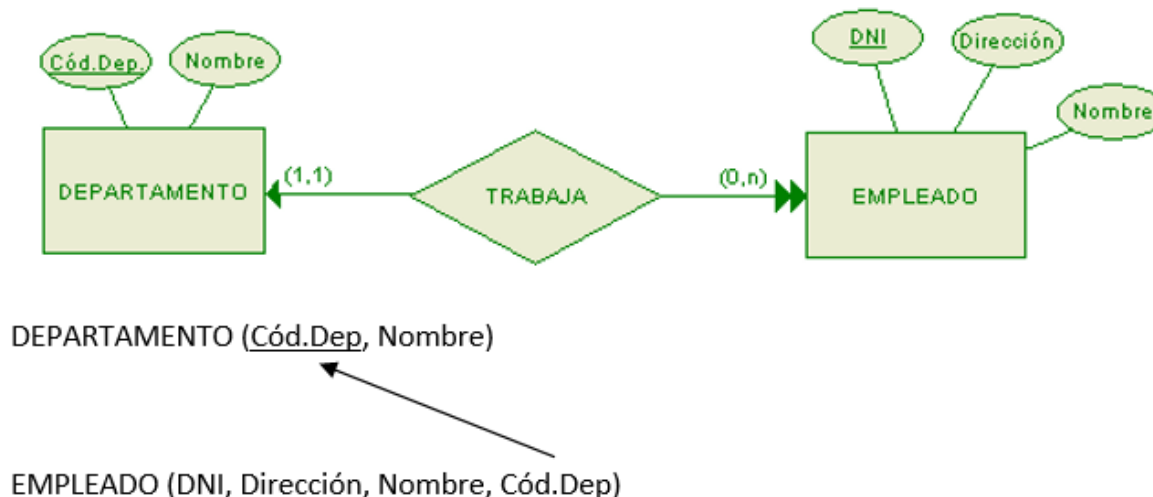 Cód.Dep. Nombre DNI Dirección
Nombre
DEPARTAMENTO (1,1) TRABAJA (0,n) EMPLEADO
DEPARTAMENTO (Cód.Dep, Nombre)
EMPLEADO (DNI, Dirección, Nombre, Cód.Dep)